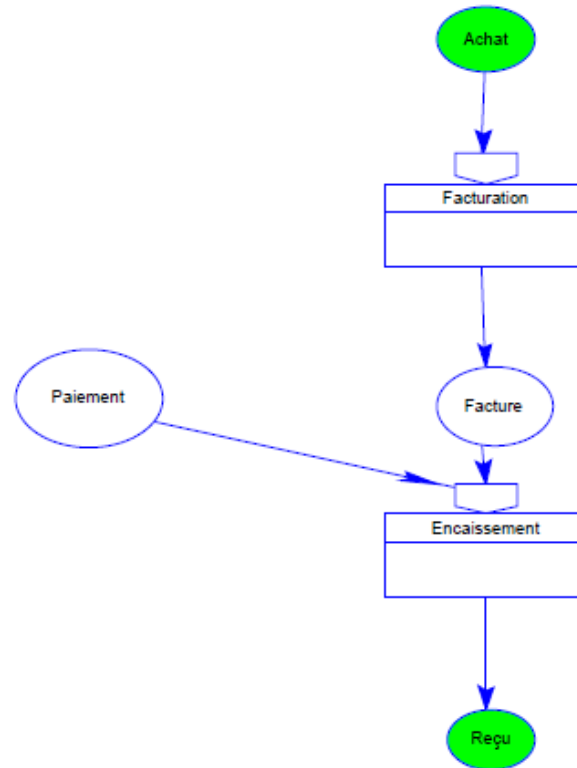 Achat
Facturation
Paiement
Facture
Encaissement
Reçu